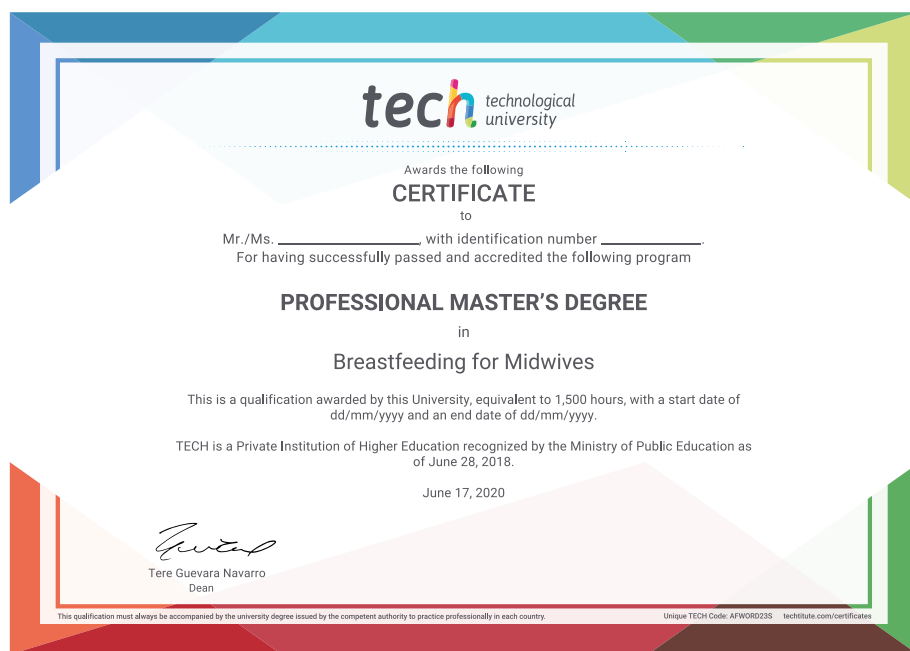 tech technological
university
Awards the following
CERTIFICATE
to
Mr./Ms. ____________________, with identification number ______________.
For having successfully passed and accredited the following program
PROFESSIONAL MASTER'S DEGREE
in
Breastfeeding for Midwives
This is a qualification awarded by this University, equivalent to 1,500 hours, with a start date of
dd/mm/yyyy and an end date of dd/mm/yyyy.
TECH is a Private Institution of Higher Education recognized by the Ministry of Public Education as
of June 28, 2018.
June 17, 2020
Tere Guevara Navarro
Dean
This qualification must always be accompanied by the university degree issued by the competent authority to practice professionally in each country.
Unique TECH Code: AFWORD23S techtitute.com/certificates